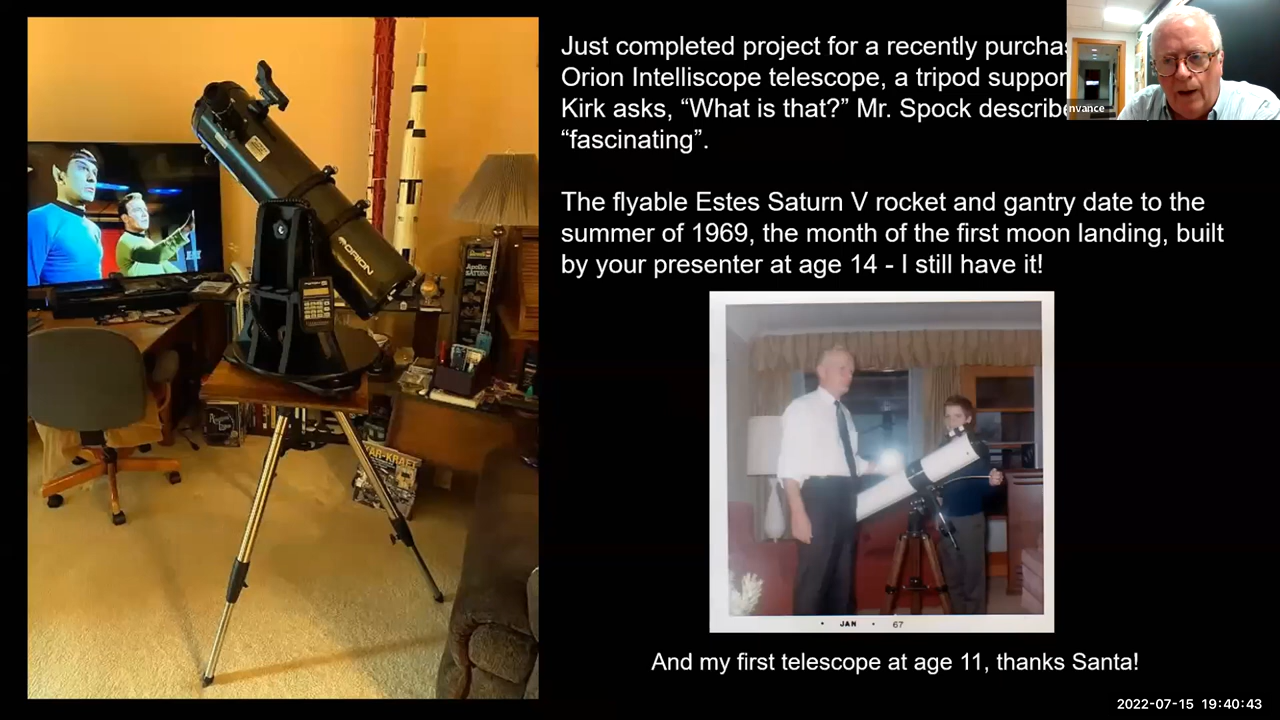 Just completed project for a recently
Orion Intelliscope telescope, a tripod
Kirk asks, “What is that?” Mr. Spock
“fascinating”.
The flyable Estes Saturn V rocket and gantry date to the
summer of 1969, the month of the first moon landing, built
by your presenter at age 14 - I still have it!
ORION
JAN 67
And my first telescope at age 11, thanks Santa!
nvance
2022-07-15 19:40:43